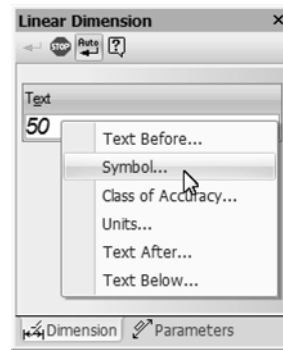 Linear Dimension
STOP Auto
Text
50
Text Before...
Symbol...
Class of Accuracy...
Units...
Text After...
Text Below...
Dimension Parameters